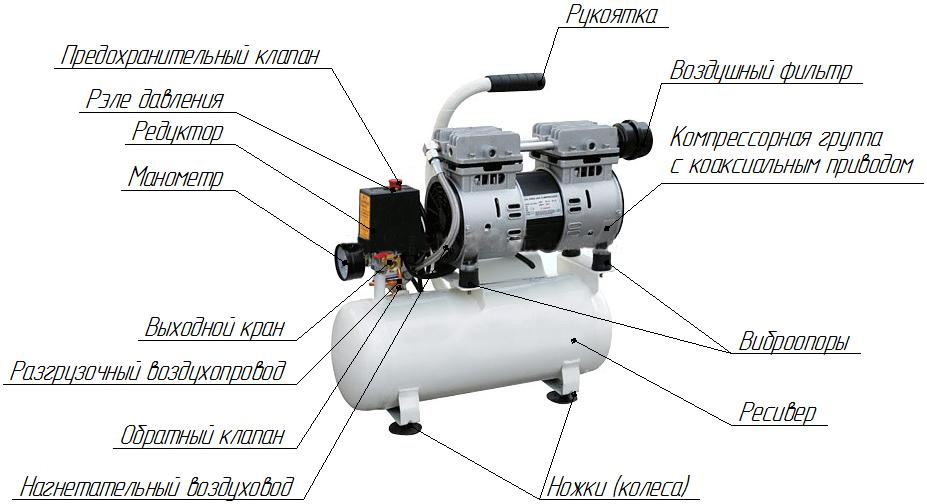 Рукоятка
Предохранительный клапан
Воздушный фильтр
Рэле давления
Редуктор
Компрессорная группа
с коаксиальным приводом
Манометр
Выходной кран
Виброопоры
Разгрузочный воздухопровод
Ресивер
Обратный клапан
Нагнетательный воздуховод
Ножки (колеса)